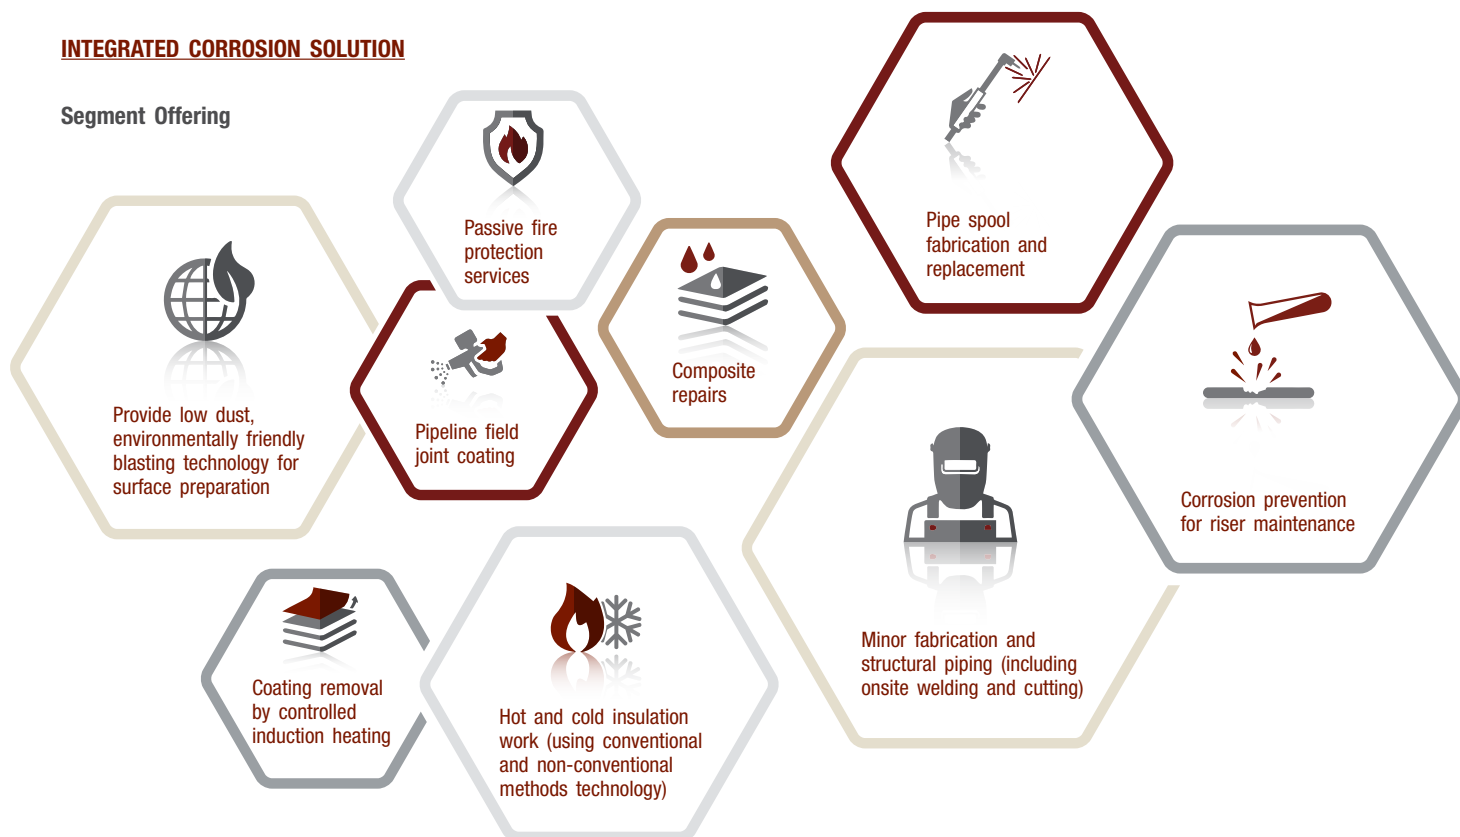 INTEGRATED CORROSION SOLUTION
Segment Offering
Passive fire
protection
services
Pipe spool
fabrication and
replacement
Provide low dust,
environmentally friendly
blasting technology for
surface preparation
Pipeline field
joint coating
Composite
repairs
Corrosion prevention
for riser maintenance
Coating removal
by controlled
induction heating
Hot and cold insulation
work (using conventional
and non-conventional
methods technology)
Minor fabrication and
structural piping (including
onsite welding and cutting)